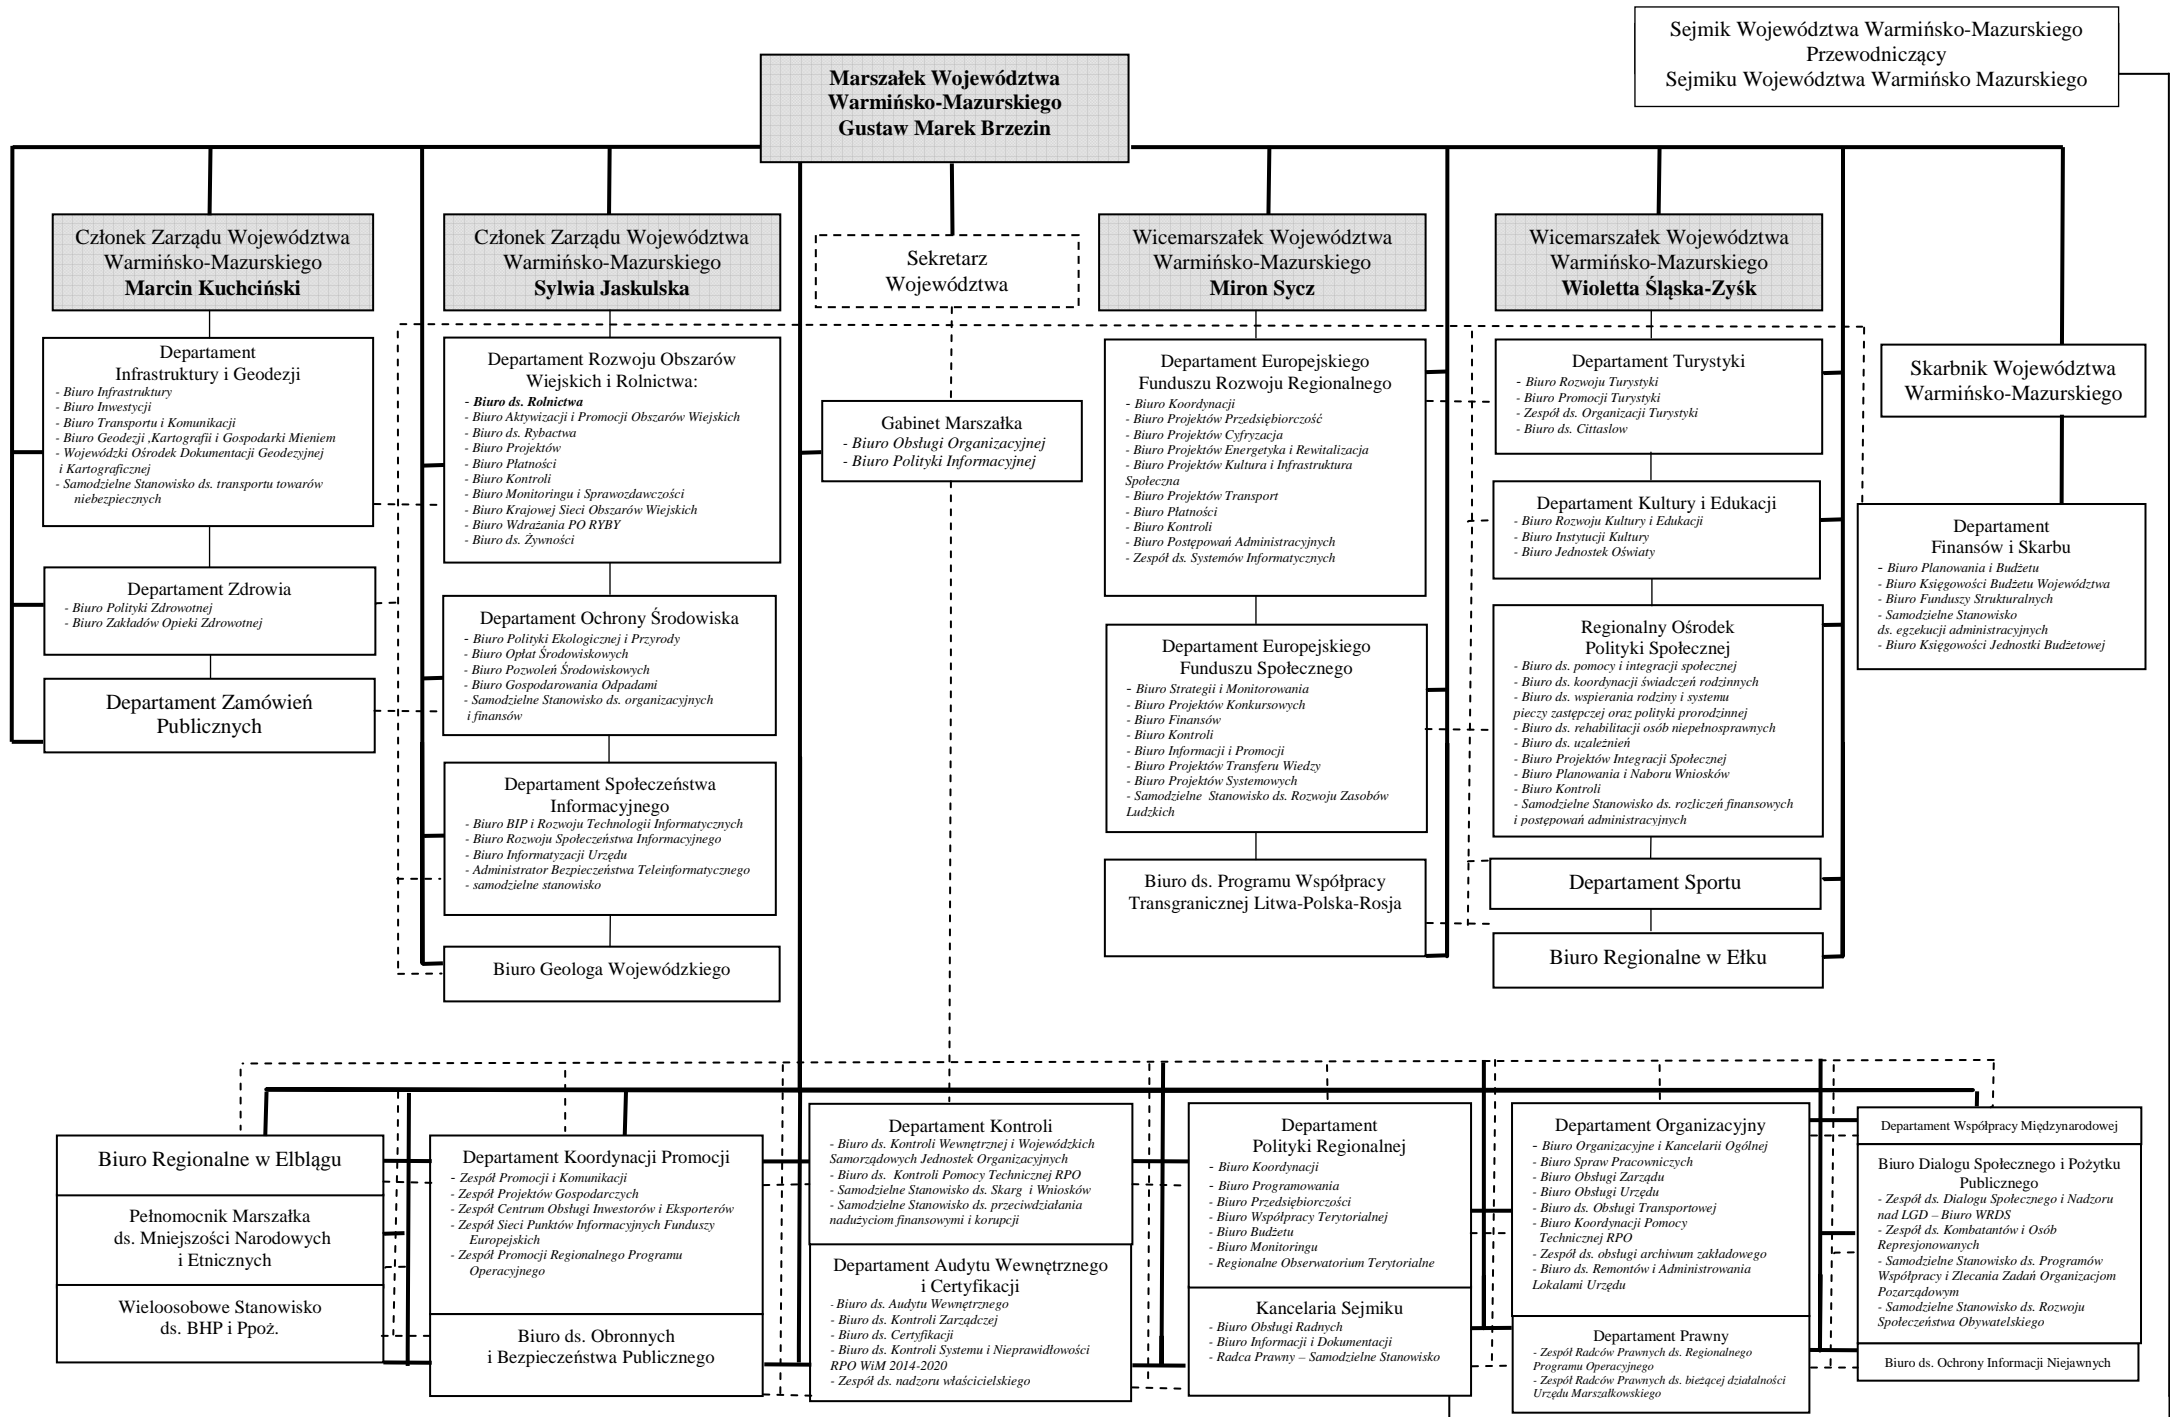 Sejmik Województwa Warmińsko-Mazurskiego
Przewodniczący
Sejmiku Województwa Warmińsko Mazurskiego
Marszałek Województwa
Warmińsko-Mazurskiego
Gustaw Marek Brzezin
Członek Zarządu Województwa
Warmińsko-Mazurskiego
Marcin Kuchciński
Członek Zarządu Województwa
Warmińsko-Mazurskiego
Sylwia Jaskulska
Sekretarz
Województwa
Wicemarszałek Województwa
Warmińsko-Mazurskiego
Miron Sycz
Wicemarszałek Województwa
Warmińsko-Mazurskiego
Wioletta Śląska-Zyśk
Departament
Infrastruktury i Geodezji
- Biuro Infrastruktury
- Biuro Inwestycji
- Biuro Transportu i Komunikacji
- Biuro Geodezji ,Kartografii i Gospodarki Mieniem
- Wojewódzki Ośrodek Dokumentacji Geodezyjnej
i Kartograficznej
- Samodzielne Stanowisko ds. transportu towarów
niebezpiecznych
Departament Zdrowia
- Biuro Polityki Zdrowotnej
- Biuro Zakładów Opieki Zdrowotnej
Departament Zamówień
Publicznych
Departament Rozwoju Obszarów
Wiejskich i Rolnictwa:
- Biuro ds. Rolnictwa
- Biuro Aktywizacji i Promocji Obszarów Wiejskich
- Biuro ds. Rybactwa
- Biuro Projektów
- Biuro Płatności
- Biuro Kontroli
- Biuro Monitoringu i Sprawozdawczości
- Biuro Krajowej Sieci Obszarów Wiejskich
- Biuro Wdrażania PO RYBY
- Biuro ds. Żywności
Departament Ochrony Środowiska
- Biuro Polityki Ekologicznej i Przyrody
- Biuro Opłat Środowiskowych
- Biuro Pozwoleń Środowiskowych
- Biuro Gospodarowania Odpadami
- Samodzielne Stanowisko ds. organizacyjnych
i finansów
Departament Społeczeństwa
Informacyjnego
- Biuro BIP i Rozwoju Technologii Informatycznych
- Biuro Rozwoju Społeczeństwa Informacyjnego
- Biuro Informatyzacji Urzędu
- Administrator Bezpieczeństwa Teleinformatycznego
- samodzielne stanowisko
Biuro Geologa Wojewódzkiego
Gabinet Marszałka
- Biuro Obsługi Organizacyjnej
- Biuro Polityki Informacyjnej
Departament Europejskiego
Funduszu Rozwoju Regionalnego
- Biuro Koordynacji
- Biuro Projektów Przedsiębiorczość
- Biuro Projektów Cyfryzacja
- Biuro Projektów Energetyka i Rewitalizacja
- Biuro Projektów Kultura i Infrastruktura
Społeczna
- Biuro Projektów Transport
- Biuro Płatności
- Biuro Kontroli
- Biuro Postępowań Administracyjnych
- Zespół ds. Systemów Informatycznych
Departament Europejskiego
Funduszu Społecznego
- Biuro Strategii i Monitorowania
- Biuro Projektów Konkursowych
- Biuro Finansów
- Biuro Kontroli
- Biuro Informacji i Promocji
- Biuro Projektów Transferu Wiedzy
- Biuro Projektów Systemowych
- Samodzielne Stanowisko ds. Rozwoju Zasobów
Ludzkich
Biuro ds. Programu Współpracy
Transgranicznej Litwa-Polska-Rosja
Departament Turystyki
- Biuro Rozwoju Turystyki
- Biuro Promocji Turystyki
- Zespół ds. Organizacji Turystyki
- Biuro ds. Cittaslow
Departament Kultury i Edukacji
- Biuro Rozwoju Kultury i Edukacji
- Biuro Instytucji Kultury
- Biuro Jednostek Oświaty
Regionalny Ośrodek
Polityki Społecznej
- Biuro ds. pomocy i integracji społecznej
- Biuro ds. koordynacji świadczeń rodzinnych
- Biuro ds. wspierania rodziny i systemu
pieczy zastępczej oraz polityki prorodzinnej
- Biuro ds. rehabilitacji osób niepełnosprawnych
- Biuro ds. uzależnień
- Biuro Projektów Integracji Społecznej
- Biuro Planowania i Naboru Wniosków
- Biuro Kontroli
- Samodzielne Stanowisko ds. rozliczeń finansowych
i postępowań administracyjnych
Departament Sportu
Biuro Regionalne w Ełku
Skarbnik Województwa
Warmińsko-Mazurskiego
Departament
Finansów i Skarbu
- Biuro Planowania i Budżetu
- Biuro Księgowości Budżetu Województwa
- Biuro Funduszy Strukturalnych
- Samodzielne Stanowisko
ds. egzekucji administracyjnych
- Biuro Księgowości Jednostki Budżetowej
Biuro Regionalne w Elblągu
Pełnomocnik Marszałka
ds. Mniejszości Narodowych
i Etnicznych
Wieloosobowe Stanowisko
ds. BHP i Ppoż.
Departament Koordynacji Promocji
- Zespół Promocji i Komunikacji
- Zespół Projektów Gospodarczych
- Zespół Centrum Obsługi Inwestorów i Eksporterów
- Zespół Sieci Punktów Informacyjnych Funduszy
Europejskich
- Zespół Promocji Regionalnego Programu
Operacyjnego
Biuro ds. Obronnych
i Bezpieczeństwa Publicznego
Departament Kontroli
- Biuro ds. Kontroli Wewnętrznej i Wojewódzkich
Samorządowych Jednostek Organizacyjnych
- Biuro ds. Kontroli Pomocy Technicznej RPO
- Samodzielne Stanowisko ds. Skarg i Wniosków
- Samodzielne Stanowisko ds. przeciwdziałania
nadużyciom finansowymi i korupcji
Departament Audytu Wewnętrznego
i Certyfikacji
- Biuro ds. Audytu Wewnętrznego
- Biuro ds. Kontroli Zarządczej
- Biuro ds. Certyfikacji
- Biuro ds. Kontroli Systemu i Nieprawidłowości
RPO WiM 2014-2020
- Zespół ds. nadzoru właścicielskiego
Departament
Polityki Regionalnej
- Biuro Koordynacji
- Biuro Programowania
- Biuro Przedsiębiorczości
- Biuro Współpracy Terytorialnej
- Biuro Budżetu
- Biuro Monitoringu
- Regionalne Obserwatorium Terytorialne
Kancelaria Sejmiku
- Biuro Obsługi Radnych
- Biuro Informacji i Dokumentacji
- Radca Prawny – Samodzielne Stanowisko
Departament Organizacyjny
- Biuro Organizacyjne i Kancelarii Ogólnej
- Biuro Spraw Pracowniczych
- Biuro Obsługi Zarządu
- Biuro Obsługi Urzędu
- Biuro ds. Obsługi Transportowej
- Biuro Koordynacji Pomocy
Technicznej RPO
- Zespół ds. obsługi archiwum zakładowego
- Biuro ds. Remontów i Administrowania
Lokalami Urzędu
Departament Prawny
- Zespół Radców Prawnych ds. Regionalnego
Programu Operacyjnego
- Zespół Radców Prawnych ds. bieżącej działalności
Urzędu Marszałkowskiego
Departament Współpracy Międzynarodowej
Biuro Dialogu Społecznego i Pożytku
Publicznego
- Zespół ds. Dialogu Społecznego i Nadzoru
nad LGD – Biuro WRDS
- Zespół ds. Kombatantów i Osób
Represjonowanych
- Samodzielne Stanowisko ds. Programów
Współpracy i Zlecania Zadań Organizacjom
Pozarządowym
- Samodzielne Stanowisko ds. Rozwoju
Społeczeństwa Obywatelskiego
Biuro ds. Ochrony Informacji Niejawnych